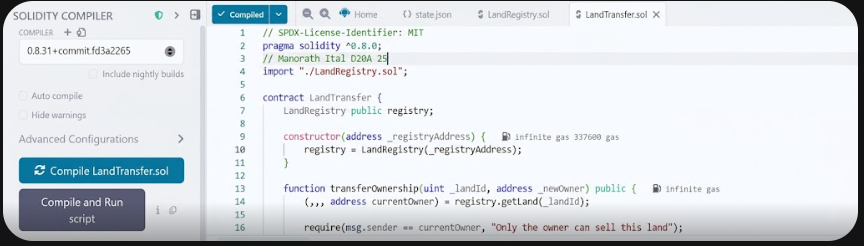 SOLIDITY COMPILER
COMPILER
0.8.31+commit.fd3a2265
Include nightly builds
Auto compile
Hide warnings
Advanced Configurations
Compile LandTransfer.sol
Compile and Run
script
Compiled
Home
state.json
LandRegistry.sol
LandTransfer.sol
1 // SPDX-License-Identifier: MIT
2 pragma solidity ^0.8.0;
3 // Manorath Ital D20A 25
4 import "./LandRegistry.sol";
5
6 contract LandTransfer {
7 LandRegistry public registry;
8
9 constructor(address _registryAddress) { infinite gas 337600 gas
10 registry = LandRegistry(_registryAddress);
11 }
12
13 function transferOwnership(uint _landId, address _newOwner) public { infinite gas
14 (,,, address currentOwner) = registry.getLand(_landId);
15
16 require(msg.sender == currentOwner, "Only the owner can sell this land");